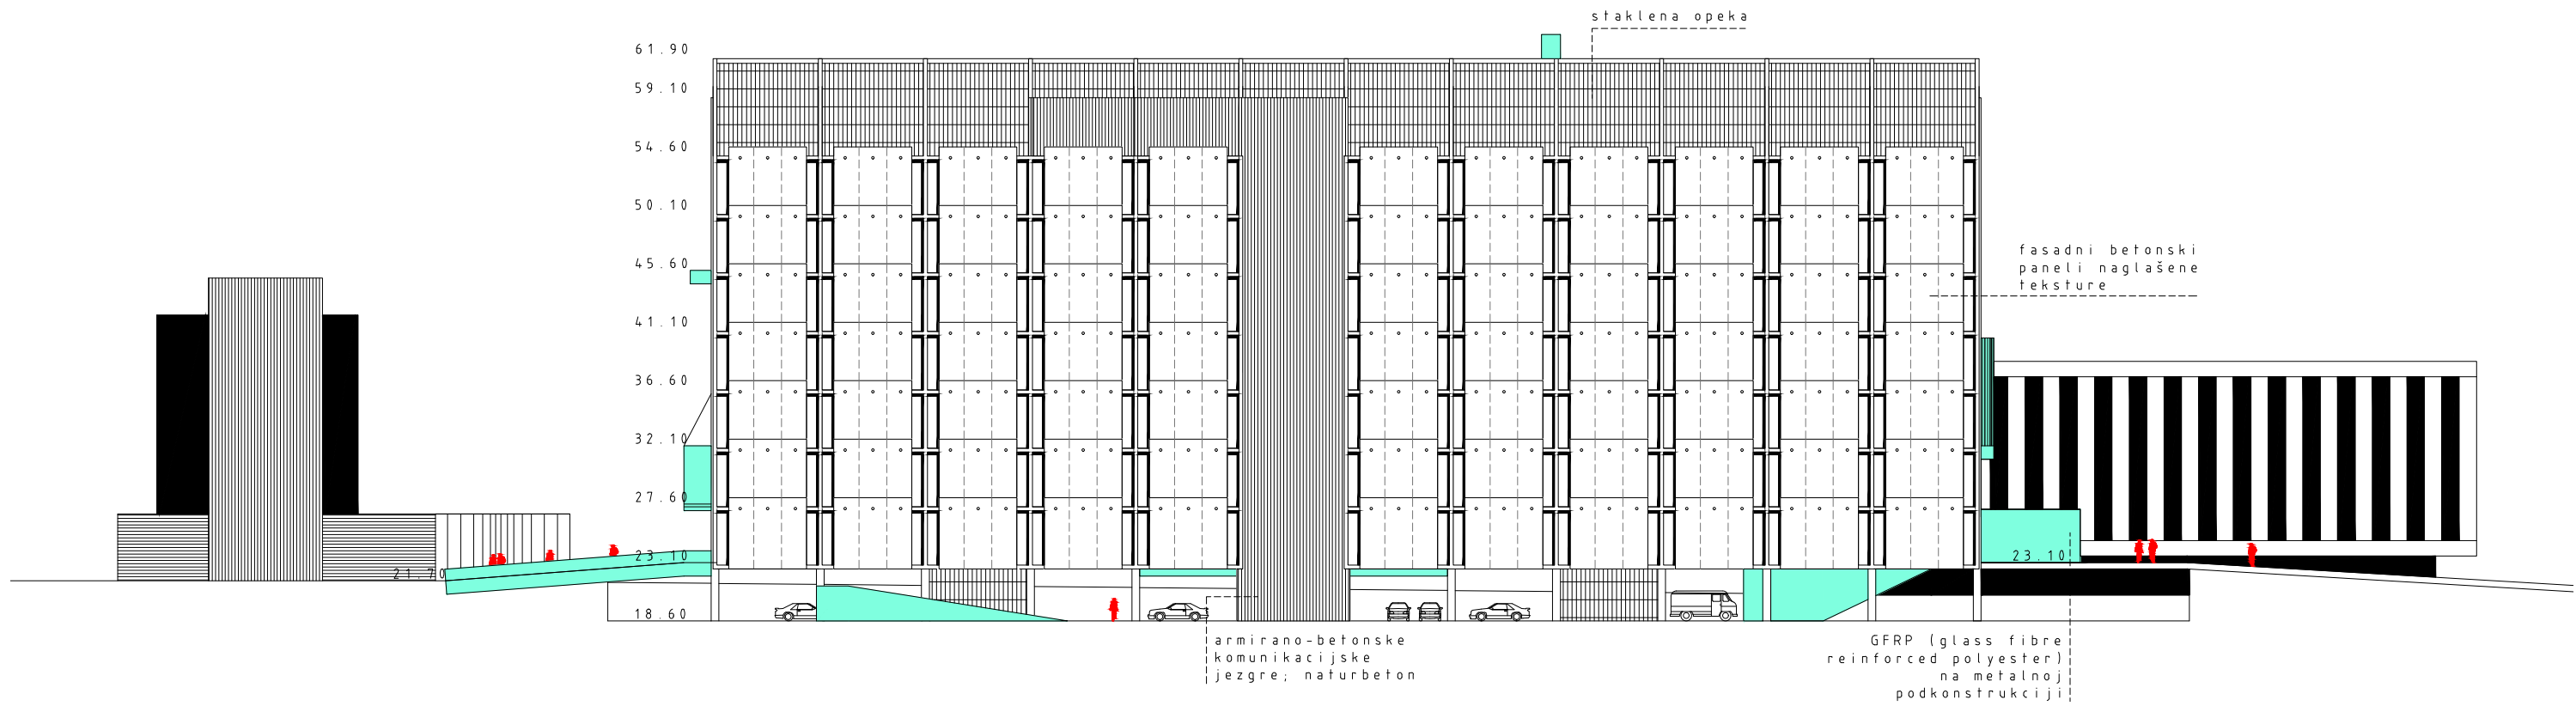 staklena opeka
61.90
59.10
54.60
50.10
45.60
fasadni betonski
paneli naglašene
teksture
41.10
36.60
32.10
27.60
23.10
23.10
21.70
18.60
armirano-betonske
komunikacijske
jezgre; naturbeton
GFRP (glass fibre
reinforced polyester)
na metalnoj
podkonstrukciji